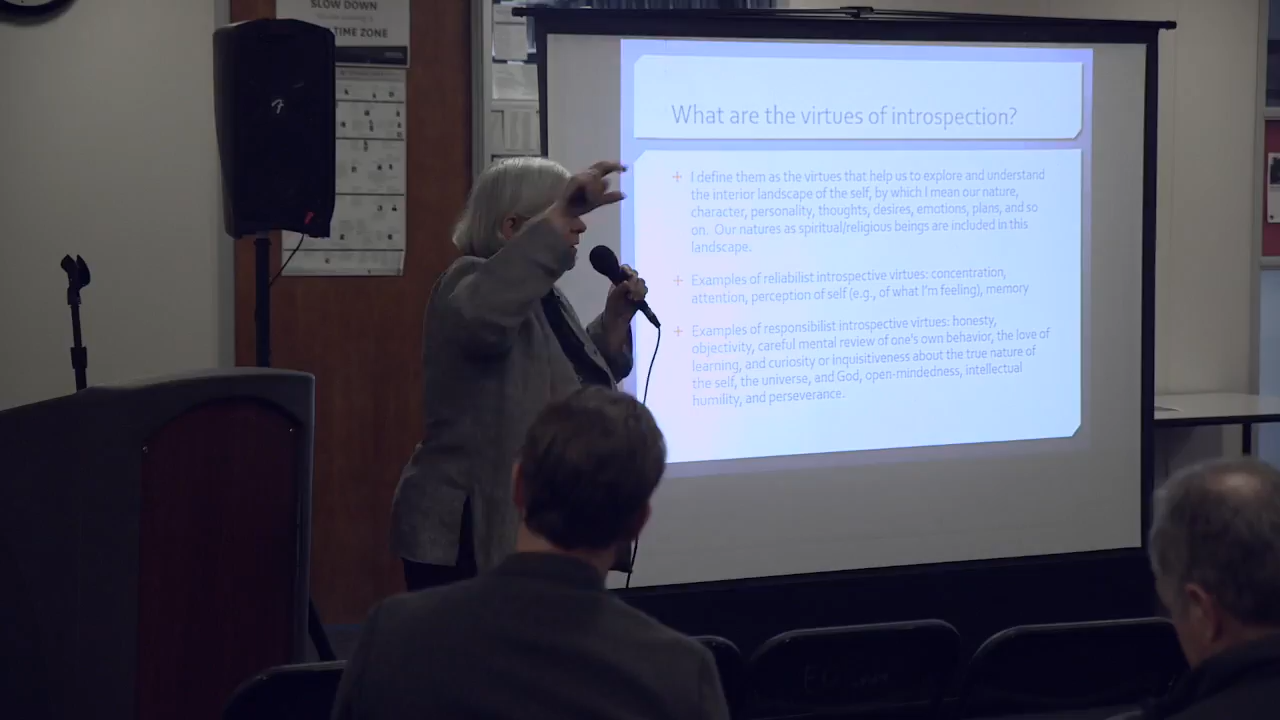 SLOW DOWN
TIME ZONE
What are the virtues of introspection?
I define them as the virtues that help us to explore and understand
the interior landscape of the self, by which I mean our nature,
character, personality, thoughts, desires, emotions, plans, and so
on. Our natures as spiritual/religious beings are included in this
landscape.
Examples of reliabilist introspective virtues: concentration,
attention, perception of self (e.g., of what I'm feeling), memory
Examples of responsibilist introspective virtues: honesty,
objectivity, careful mental review of one's own behavior, the love of
learning, and curiosity or inquisitiveness about the true nature of
the self, the universe, and God, open-mindedness, intellectual
humility, and perseverance.